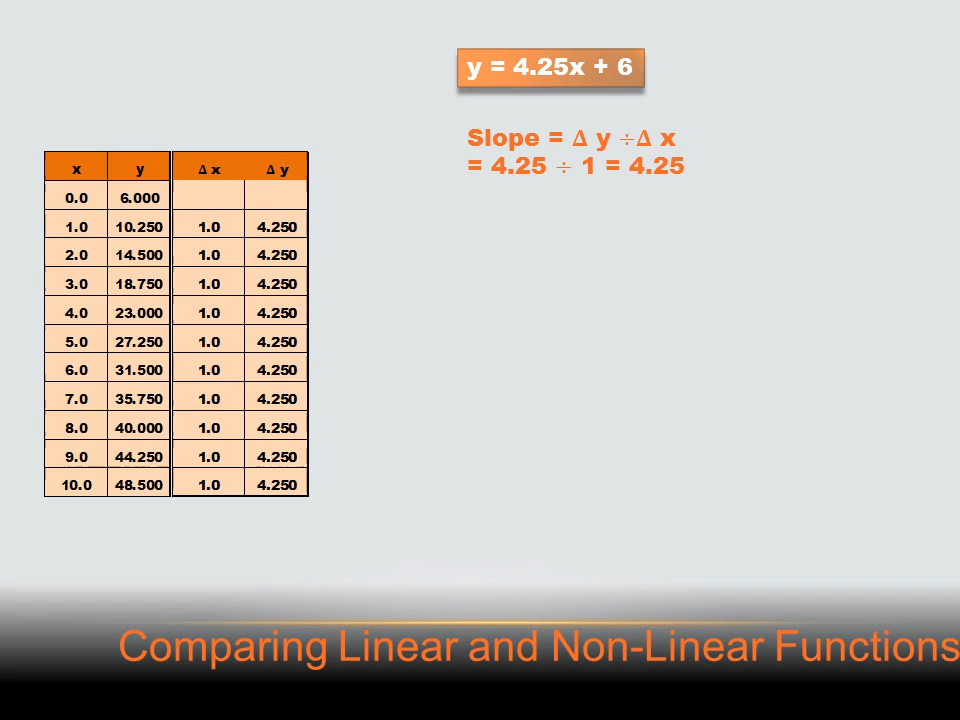 y = 4.25x + 6
Slope = Δ y ÷Δ x
= 4.25 ÷ 1 = 4.25
x y Δ x Δ y
0.0 6.000
1.0 10.250 1.0 4.250
2.0 14.500 1.0 4.250
3.0 18.750 1.0 4.250
4.0 23.000 1.0 4.250
5.0 27.250 1.0 4.250
6.0 31.500 1.0 4.250
7.0 35.750 1.0 4.250
8.0 40.000 1.0 4.250
9.0 44.250 1.0 4.250
10.0 48.500 1.0 4.250
Comparing Linear and Non-Linear Functions